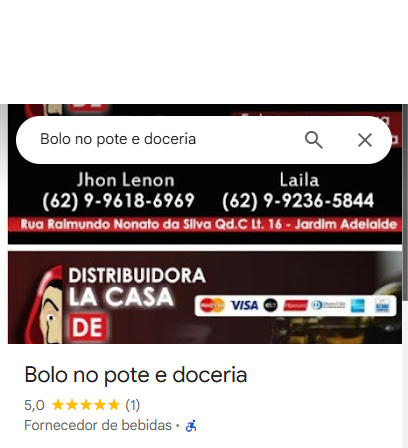 DE
Bolo no pote e doceria
Jhon Lenon Laila
(62) 9-9618-6969 (62) 9-9236-5844
Rua Raimundo Nonato da Silva Qd.C Lt. 16 - Jardim Adelaide
DISTRIBUIDORA
LA CASA
VISA
DE
Bolo no pote e doceria
5,0 ★★★★★ (1)
Fornecedor de bebidas ·